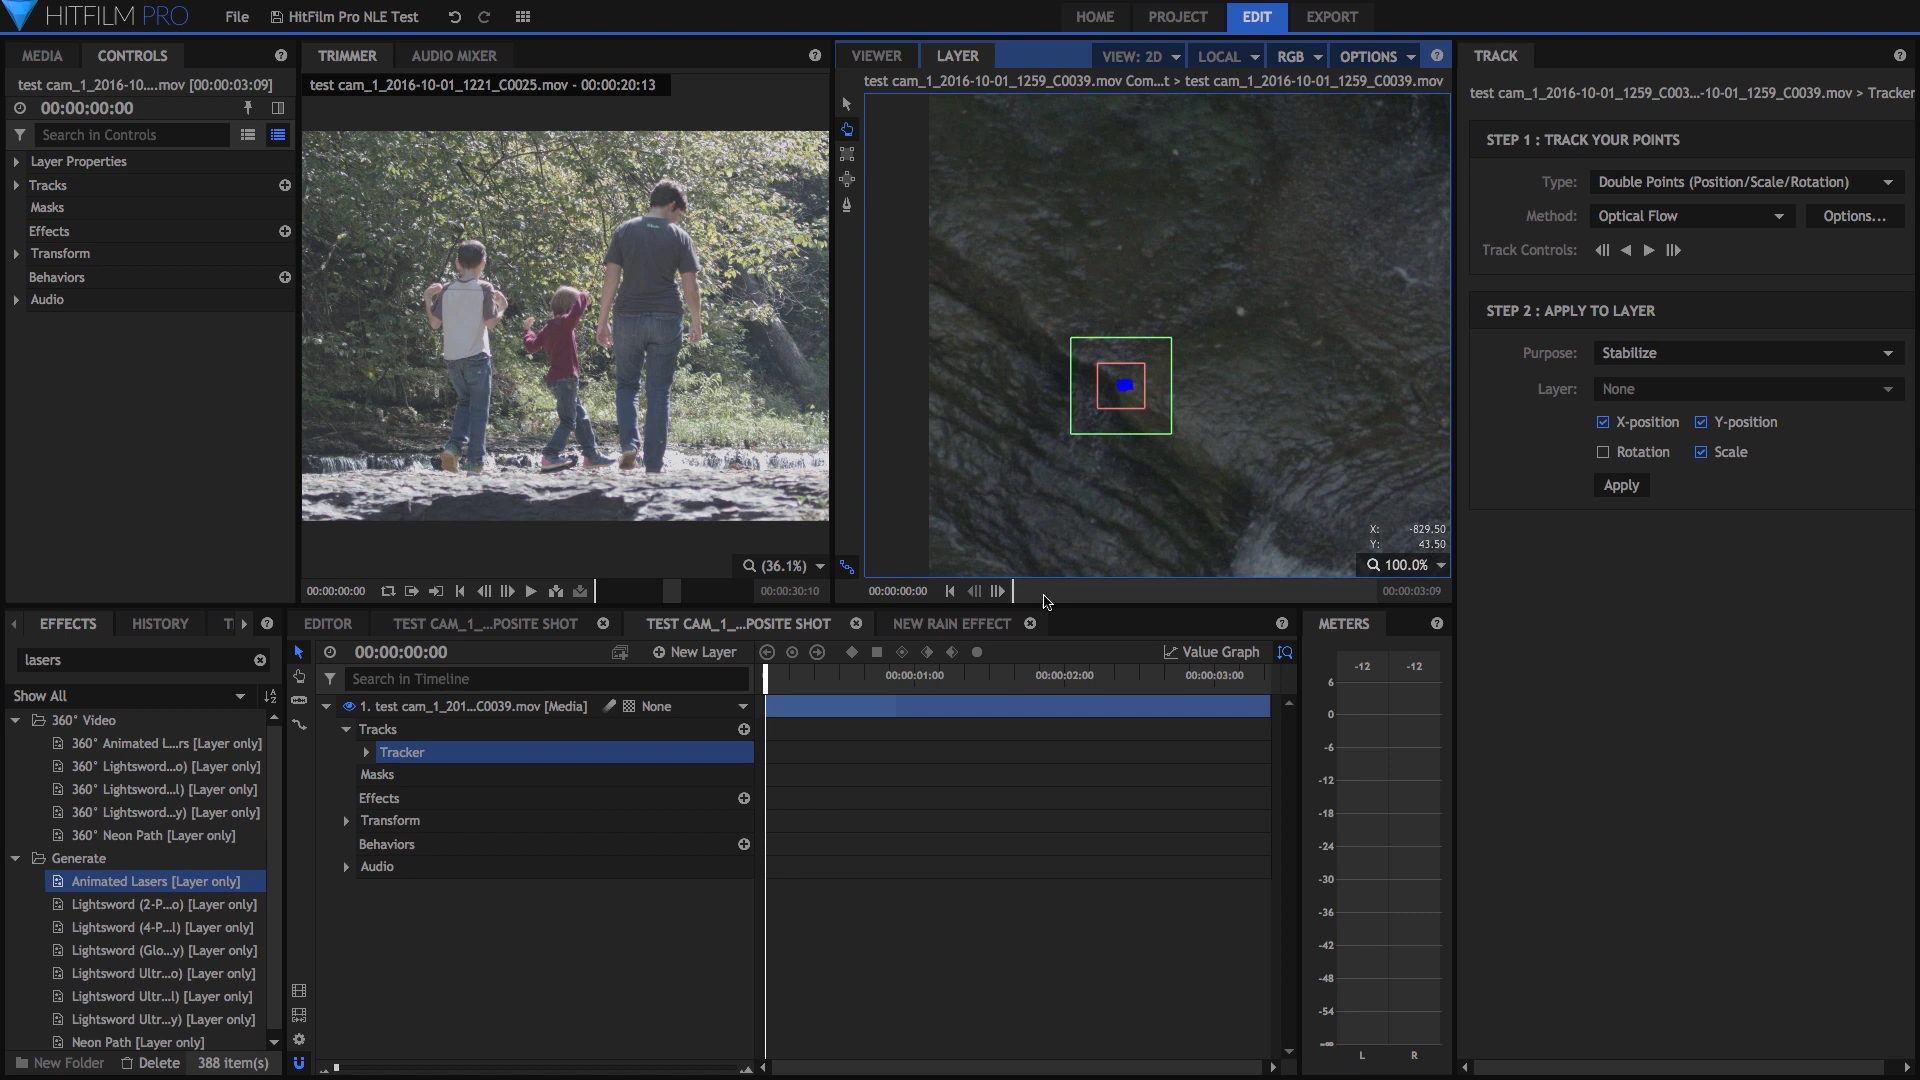 HITFILM PRO
File
HitFilm Pro NLE Test
HOME
PROJECT
EDIT
EXPORT
MEDIA
CONTROLS
test cam_1_2016-10....mov [00:00:03:09]
00:00:00:00
Search in Controls
Layer Properties
Tracks
Masks
Effects
Transform
Behaviors
Audio
TRIMMER
AUDIO MIXER
test cam_1_2016-10-01_1221_C0025.mov - 00:00:20:13
(36.1%)
00:00:00:00
00:00:30:10
VIEWER
LAYER
VIEW: 2D
LOCAL
RGB
OPTIONS
test cam_1_2016-10-01_1259_C0039.mov Com...t > test cam_1_2016-10-01_1259_C0039.mov
X: -829.50
Y: 43.50
100.0%
00:00:00:00
00:00:03:09
TRACK
test cam_1_2016-10-01_1259_C003...-10-01_1259_C0039.mov > Tracker
STEP 1 : TRACK YOUR POINTS
Type: Double Points (Position/Scale/Rotation)
Method: Optical Flow Options...
Track Controls:
STEP 2 : APPLY TO LAYER
Purpose: Stabilize
Layer: None
X-position Y-position
Rotation Scale
Apply
EFFECTS
HISTORY
T
lasers
Show All
360° Video
360° Animated L...rs [Layer only]
360° Lightsword...o) [Layer only]
360° Lightsword...l) [Layer only]
360° Lightsword...y) [Layer only]
360° Neon Path [Layer only]
Generate
Animated Lasers [Layer only]
Lightsword (2-P...o) [Layer only]
Lightsword (4-P...l) [Layer only]
Lightsword (Glo...y) [Layer only]
Lightsword Ultr...o) [Layer only]
Lightsword Ultr...l) [Layer only]
Lightsword Ultr...y) [Layer only]
Neon Path [Layer only]
New Folder
Delete
388 item(s)
EDITOR
TEST CAM_1_...POSITE SHOT
TEST CAM_1_...POSITE SHOT
NEW RAIN EFFECT
00:00:00:00
New Layer
Value Graph
Search in Timeline
00:00:01:00
00:00:02:00
00:00:03:00
1. test cam_1_201...C0039.mov [Media]
None
Tracks
Tracker
Masks
Effects
Transform
Behaviors
Audio
METERS
-12 -12
6
0
-6
-12
-18
-24
-30
-36
-42
-48
-54
-∞
L R